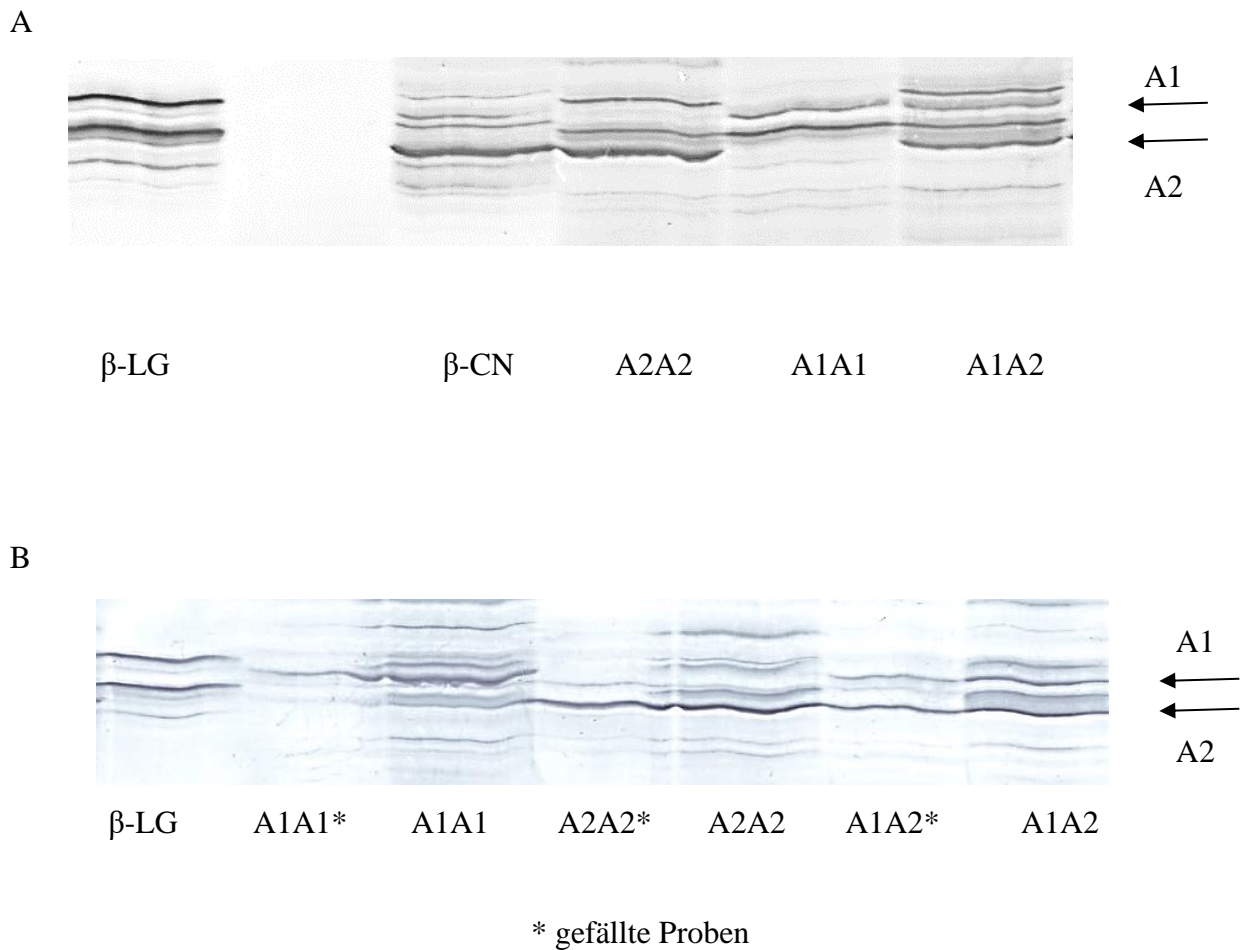 A
A1
A2
β-LG β-CN A2A2 A1A1 A1A2
B
A1
A2
β-LG A1A1* A1A1 A2A2* A2A2 A1A2* A1A2
* gefällte Proben